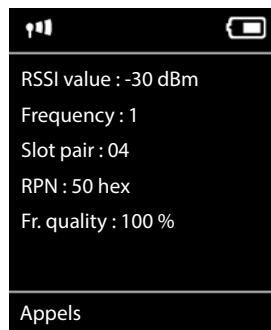 RSSI value : -30 dBm
Frequency : 1
Slot pair : 04
RPN : 50 hex
Fr. quality : 100 %
Appels